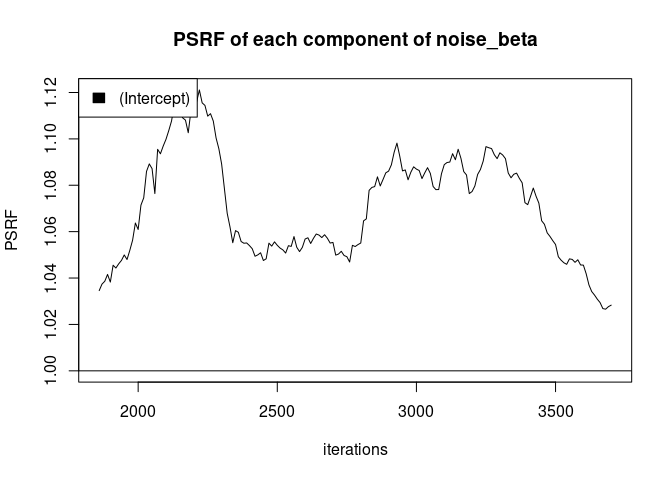 PSRF of each component of noise_beta
(Intercept)
PSRF
1.12
1.10
1.08
1.06
1.04
1.02
1.00
2000 2500 3000 3500
iterations